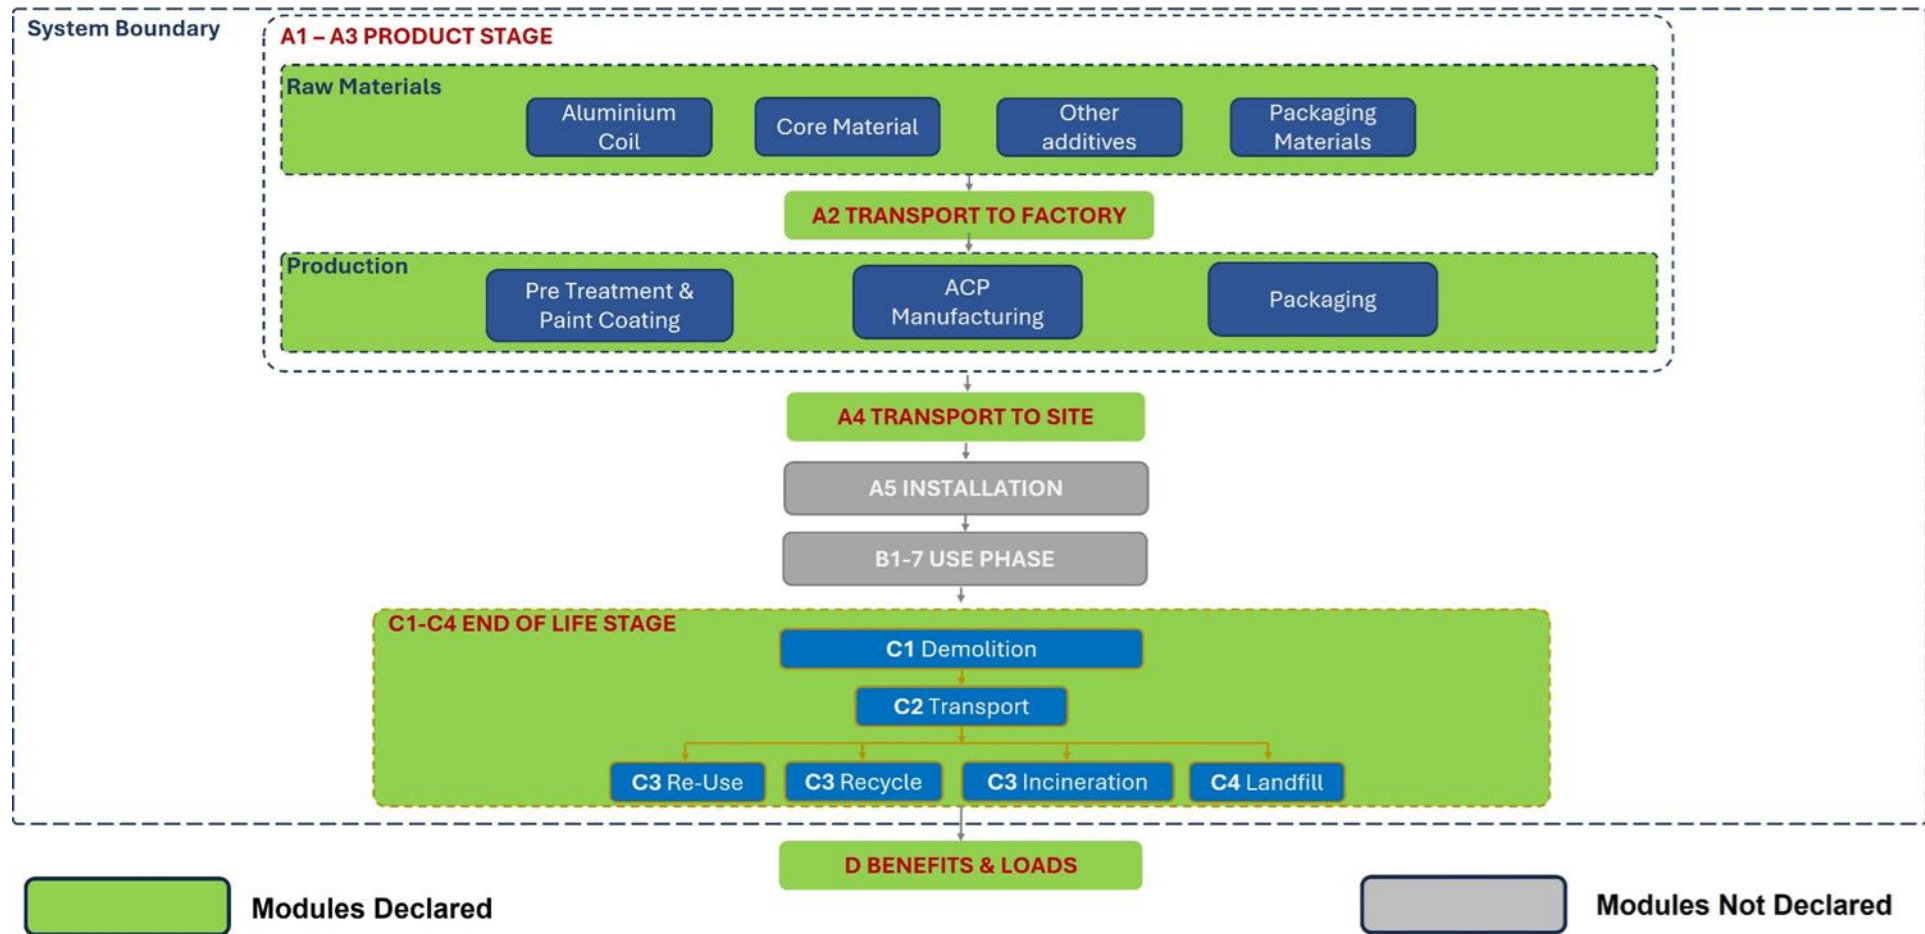 System Boundary
A1 – A3 PRODUCT STAGE
Raw Materials
Aluminium
Coil
Core Material
Other
additives
Packaging
Materials
A2 TRANSPORT TO FACTORY
Production
Pre Treatment &
Paint Coating
ACP
Manufacturing
Packaging
A4 TRANSPORT TO SITE
A5 INSTALLATION
B1-7 USE PHASE
C1-C4 END OF LIFE STAGE
C1 Demolition
C2 Transport
C3 Re-Use
C3 Recycle
C3 Incineration
C4 Landfill
D BENEFITS & LOADS
Modules Declared
Modules Not Declared